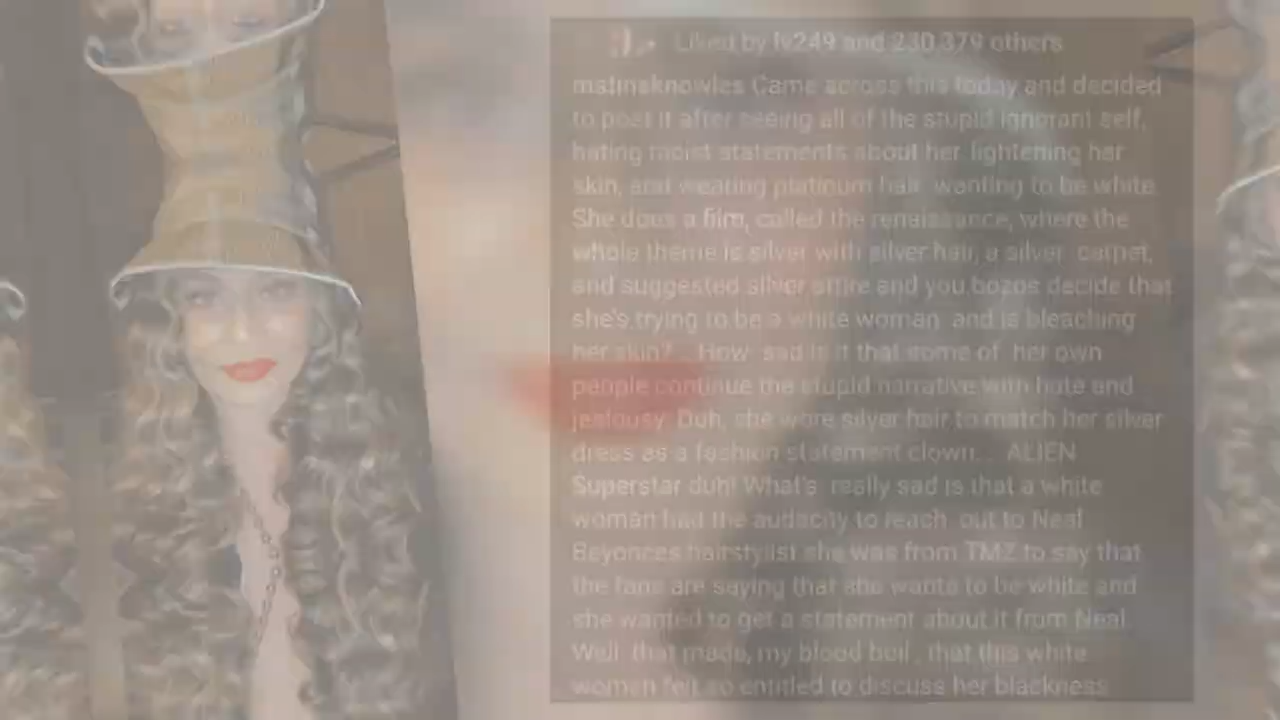 Liked by lv249 and 230,379 others
mstinaknowles Came across this today and decided
to post it after seeing all of the stupid ignorant self,
hating racist statements about her lightening her
skin, and wearing platinum hair wanting to be white
She does a film, called the renaissance, where the
whole theme is silver with silver hair, a silver carpet,
and suggested silver attire and you bozos decide that
she's trying to be a white woman and is bleaching
her skin? How sad is it that some of her own
people continue the stupid narrative with hate and
jealousy Duh, she wore silver hair to match her silver
dress as a fashion statement clown.. ALIEN
Superstar duh! What's really sad is that a white
woman had the audacity to reach out to Neal
Beyonces hairstylist she was from TMZ to say that
the fans are saying that she wants to be white and
she wanted to get a statement about it from Neal
Well that made, my blood boil , that this white
women felt so entitled to discuss her blackness